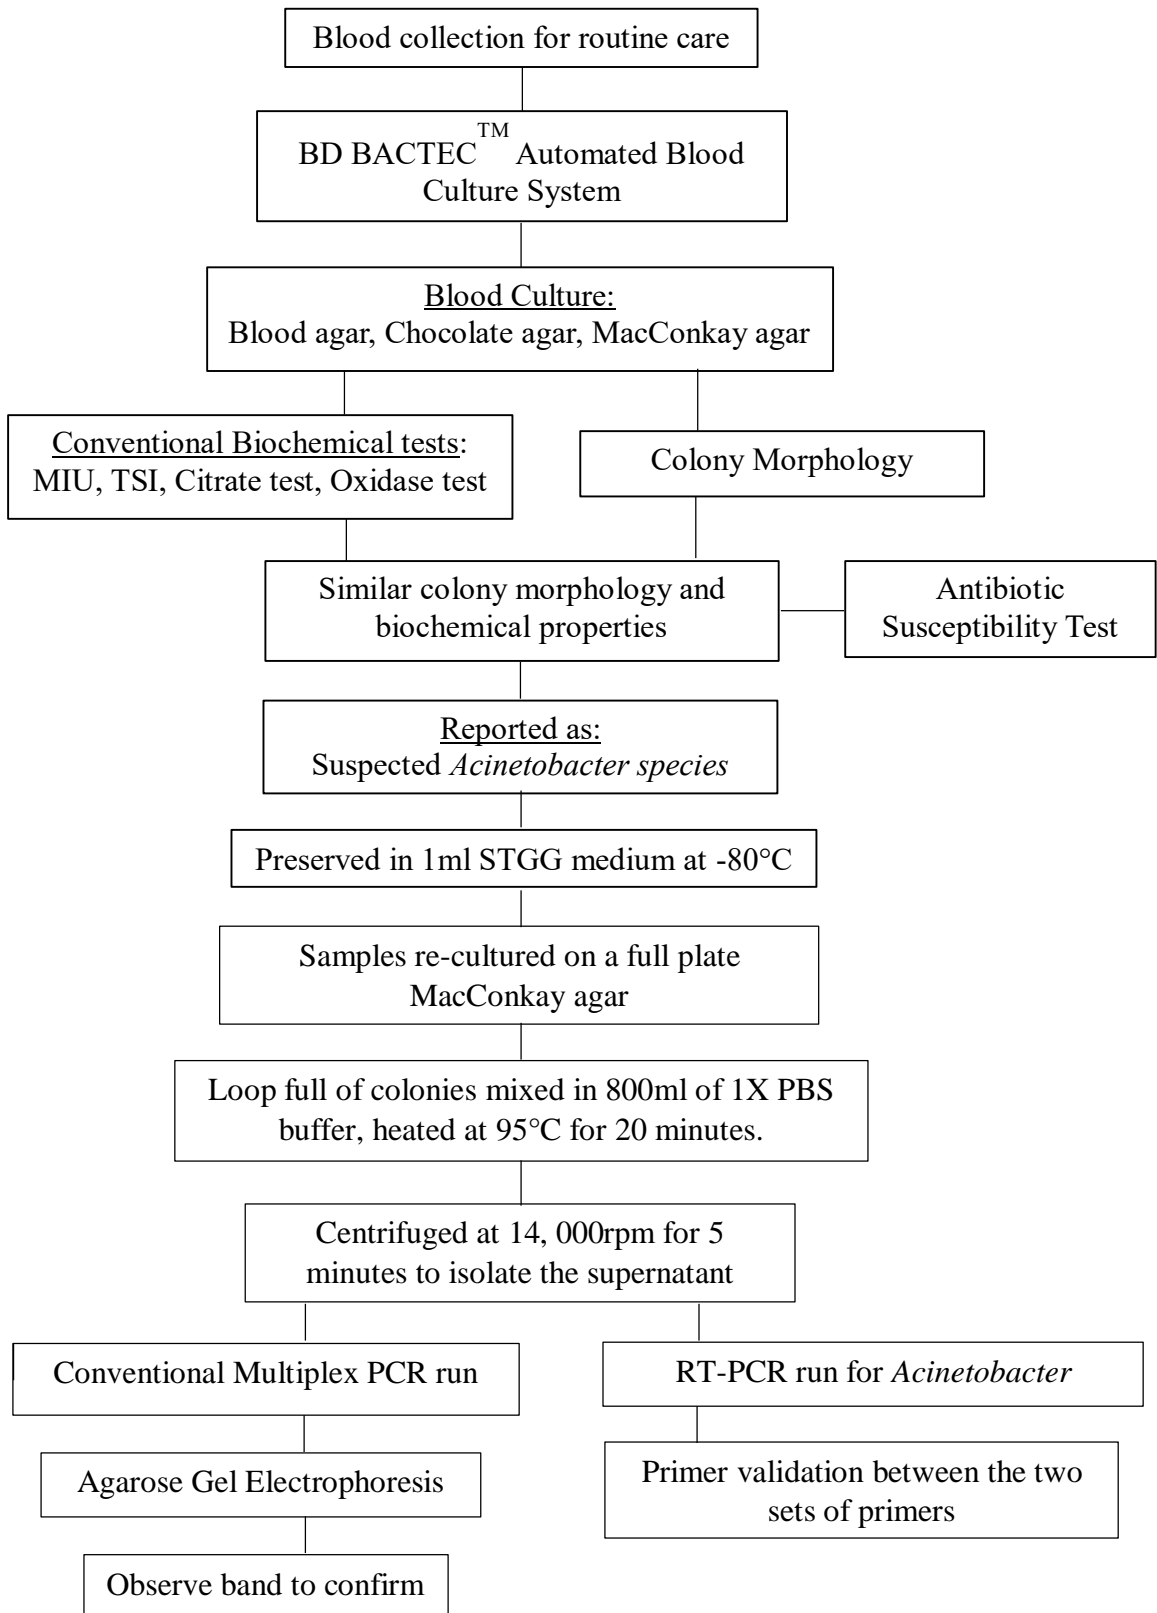 Blood collection for routine care
BD BACTEC™ Automated Blood
Culture System
Blood Culture:
Blood agar, Chocolate agar, MacConkay agar
Conventional Biochemical tests:
MIU, TSI, Citrate test, Oxidase test
Colony Morphology
Similar colony morphology and
biochemical properties
Antibiotic
Susceptibility Test
Reported as:
Suspected Acinetobacter species
Preserved in 1ml STGG medium at -80°C
Samples re-cultured on a full plate
MacConkay agar
Loop full of colonies mixed in 800ml of 1X PBS
buffer, heated at 95°C for 20 minutes.
Centrifuged at 14, 000rpm for 5
minutes to isolate the supernatant
Conventional Multiplex PCR run
RT-PCR run for Acinetobacter
Agarose Gel Electrophoresis
Primer validation between the two
sets of primers
Observe band to confirm